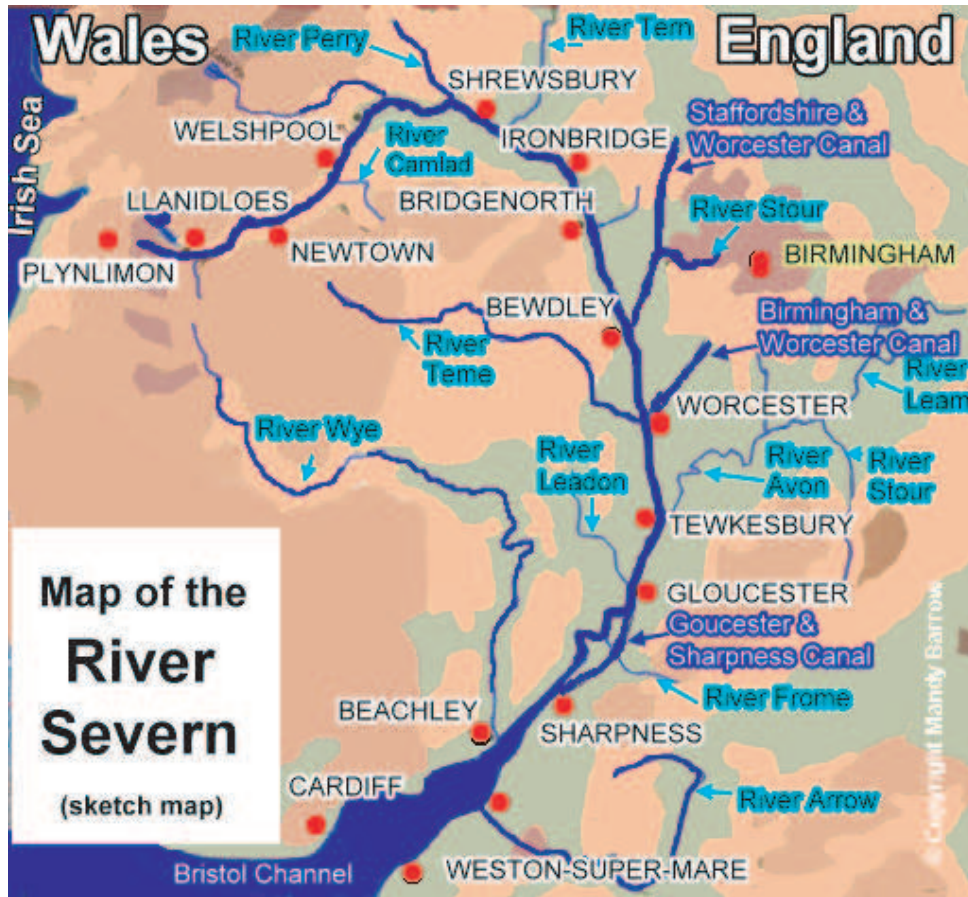 Wales
England
River Perry
River Tern
SHREWSBURY
Irish Sea
WELSHPOOL
River
Camlad
IRONBRIDGE
Staffordshire &
Worcester Canal
LLANIDLOES
BRIDGENORTH
River Stour
PLYNLIMON
NEWTOWN
BIRMINGHAM
BEWDLEY
Birmingham &
Worcester Canal
River
Teme
River
Leam
WORCESTER
River Wye
River
Leadon
River
Avon
River
Stour
TEWKESBURY
Map of the
River
Severn
(sketch map)
GLOUCESTER
Goucester &
Sharpness Canal
River Frome
BEACHLEY
SHARPNESS
CARDIFF
River Arrow
Bristol Channel
WESTON-SUPER-MARE
© Copyright Mandy Barrow